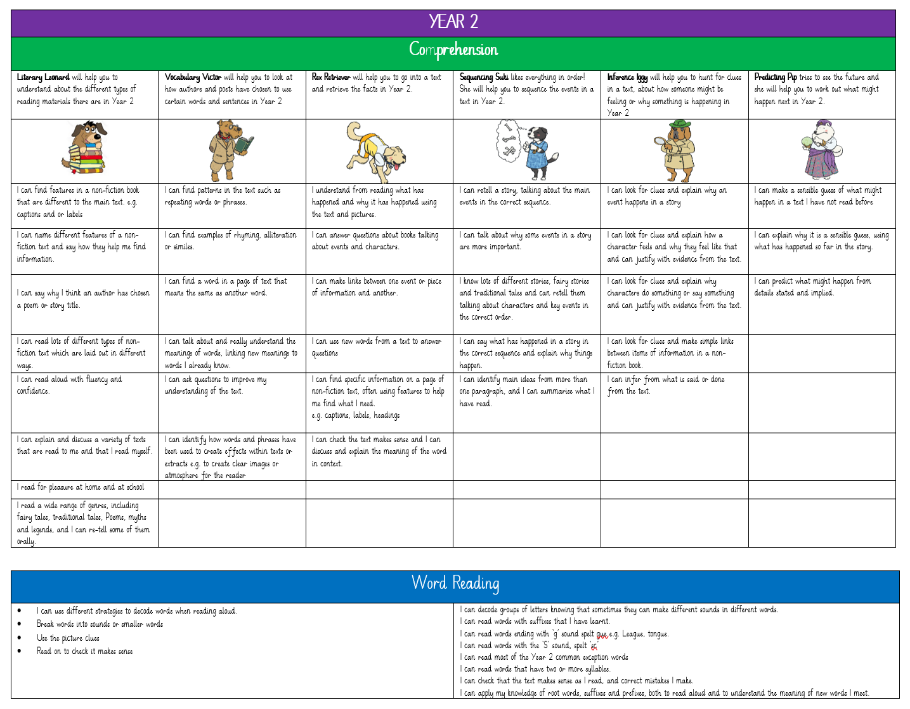 YEAR 2
Comprehension
Literary Leonard will help you to
understand about the different types of
reading materials there are in Year 2
Vocabulary Victor will help you to look at
how authors and poets have chosen to use
certain words and sentences in Year 2
Rex Retriever will help you to go into a text
and retrieve the facts in Year 2.
Sequencing Suki likes everything in order!
She will help you to sequence the events in a
text in Year 2.
Inference Iggy will help you to hunt for clues
in a text, about how someone might be
feeling or why something is happening in
Year 2
Predicting Pip tries to see the future and
she will help you to work out what might
happen next in Year 2.
I can find features in a non-fiction book
that are different to the main text. e.g.
captions and or labels
I can find patterns in the text such as
repeating words or phrases.
I understand from reading what has
happened and why it has happened using
the text and pictures.
I can retell a story, talking about the main
events in the correct sequence.
I can look for clues and explain why an
event happens in a story
I can make a sensible guess of what might
happen in a text I have not read before
I can name different features of a non-
fiction text and say how they help me find
information.
I can find examples of rhyming, alliteration
or similes.
I can answer questions about books talking
about events and characters.
I can talk about why some events in a story
are more important.
I can look for clues and explain how a
character feels and why they feel like that
and can justify with evidence from the text.
I can explain why it is a sensible guess, using
what has happened so far in the story.
I can say why I think an author has chosen
a poem or story title.
I can find a word in a page of text that
means the same as another word.
I can make links between one event or piece
of information and another.
I know lots of different stories, fairy stories
and traditional tales and can retell them
talking about characters and key events in
the correct order.
I can look for clues and explain why
characters do something or say something
and can justify with evidences from the text.
I can predict what might happen from
details stated and implied.
I can read lots of different types of non-
fiction text which are laid out in different
ways.
I can talk about and really understand the
meanings of words, linking new meanings to
words I already know.
I can use new words from a text to answer
questions
I can say what has happened in a story in
the correct sequence and explain why things
happen.
I can look for clues and make simple links
between items of information in a non-
fiction book.
I can read aloud with fluency and
confidence.
I can ask questions to improve my
understanding of the text.
I can find specific information on a page of
non-fiction text, often using features to help
me find what I need.
e.g. captions, labels, headings
I can identify main ideas from more than
one paragraph, and I can summarise what I
have read.
I can infer from what is said or done
from the text.
I can explain and discuss a variety of texts
that are read to me and that I read myself.
I can identify how words and phrases have
been used to create effects within texts or
extracts e.g. to create clear images or
atmosphere for the reader
I can check the text makes sense and I can
discuss and explain the meaning of the word
in context.
I read for pleasure at home and at school
I read a wide range of genres, including
fairy tales, traditional tales, Poems, myths
and legends, and I can re-tell some of them
orally.
Word Reading
• I can use different strategies to decode words when reading aloud.
• Break words into sounds or smaller words
• Use the picture clues
• Read on to check it makes sense
I can decode groups of letters knowing that sometimes they can make different sounds in different words.
I can read words with suffixes that I have learnt.
I can read words ending with 'g' sound spelt gue e.g. League, tongue.
I can read words with the 'S' sound, spelt 'sc'
I can read most of the Year 2 common exception words
I can read words that have two or more syllables.
I can check that the text makes sense as I read, and correct mistakes I make.
I can apply my knowledge of root words, suffixes and prefixes, both to read aloud and to understand the meaning of new words I meet.